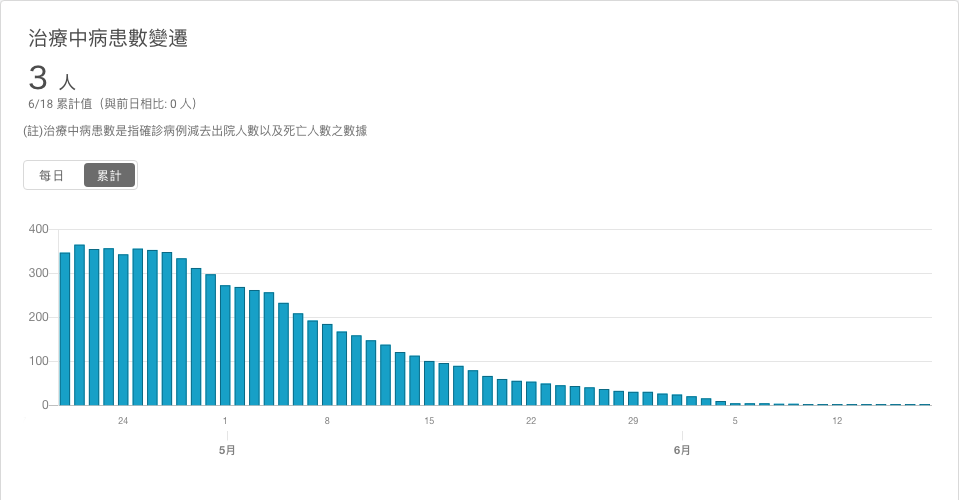 治療中病患數變遷
3 人
6/18 累計值（與前日相比: 0 人）
(註)治療中病患數是指確診病例減去出院人數以及死亡人數之數據
每日 累計
400
300
200
100
0
24 1 8 15 22 29 5 12
5月 6月